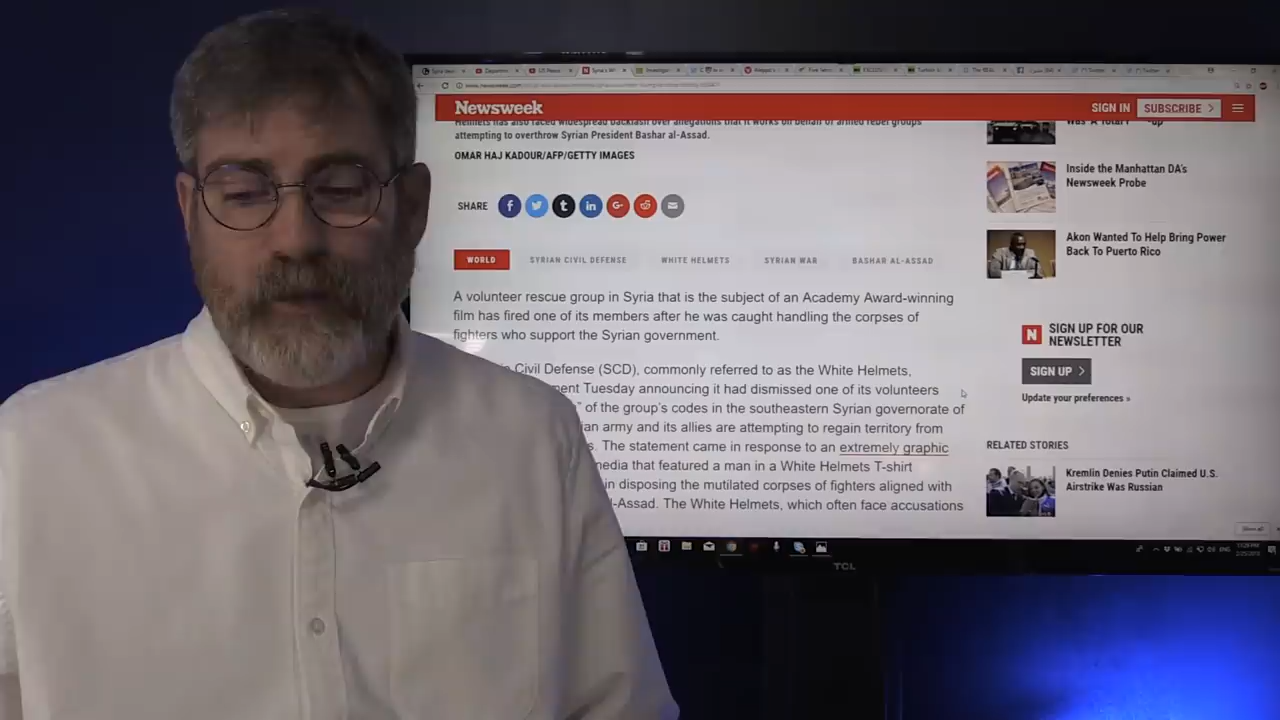 Newsweek
SIGN IN
SUBSCRIBE >
Helmets has also faced widespread backlash over allegations that it works on behalf of armed rebel groups
attempting to overthrow Syrian President Bashar al-Assad.
OMAR HAJ KADOUR/AFP/GETTY IMAGES
SHARE
WORLD
SYRIAN CIVIL DEFENSE
WHITE HELMETS
SYRIAN WAR
BASHAR AL-ASSAD
A volunteer rescue group in Syria that is the subject of an Academy Award-winning
film has fired one of its members after he was caught handling the corpses of
fighters who support the Syrian government.
Civil Defense (SCD), commonly referred to as the White Helmets,
ment Tuesday announcing it had dismissed one of its volunteers
" of the group's codes in the southeastern Syrian governorate of
ian army and its allies are attempting to regain territory from
s. The statement came in response to an extremely graphic
media that featured a man in a White Helmets T-shirt
in disposing the mutilated corpses of fighters aligned with
l-Assad. The White Helmets, which often face accusations
Inside the Manhattan DA's
Newsweek Probe
Akon Wanted To Help Bring Power
Back To Puerto Rico
N
SIGN UP FOR OUR
NEWSLETTER
SIGN UP >
Update your preferences »
RELATED STORIES
Kremlin Denies Putin Claimed U.S.
Airstrike Was Russian
TCL